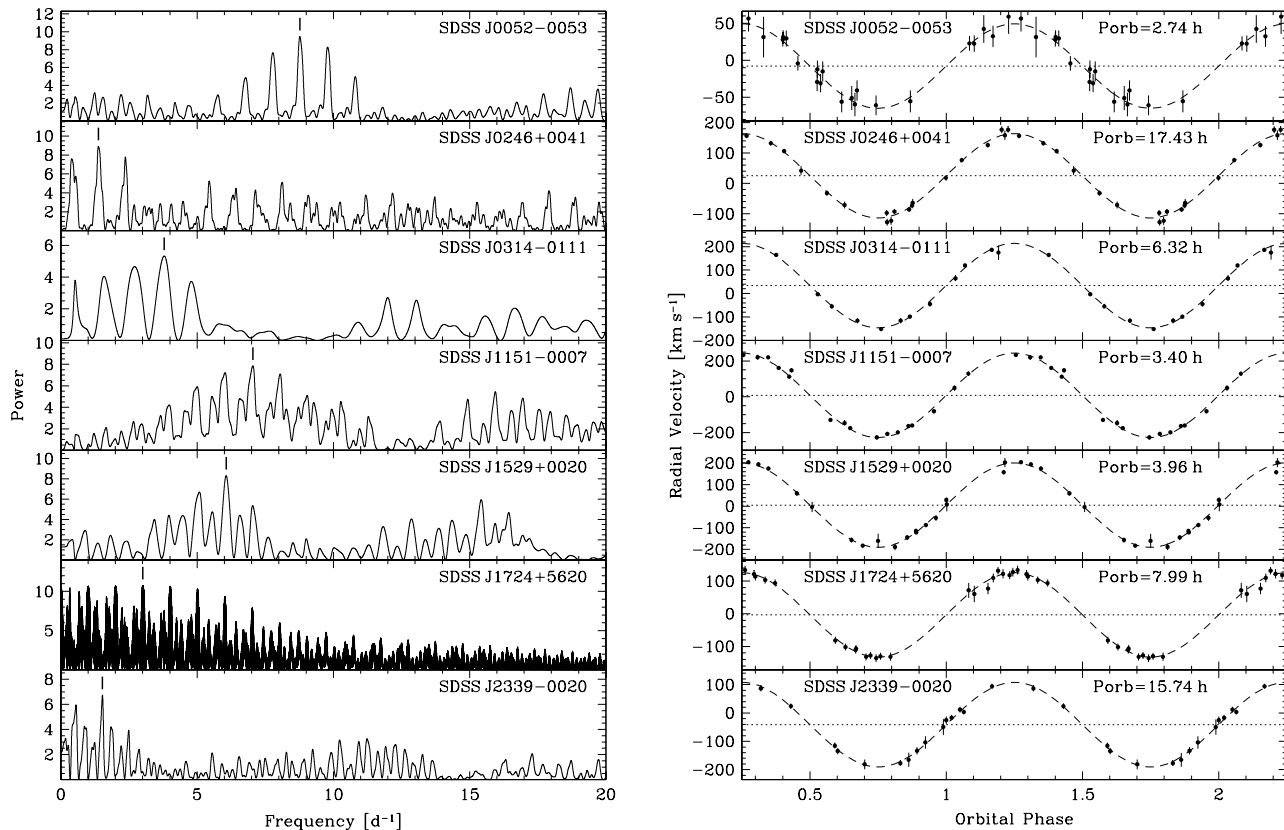 12
10
8
6
4
2
SDSS J0052-0053
10
8
6
4
2
SDSS J0246+0041
6
4
2
SDSS J0314-0111
10
8
6
4
2
SDSS J1151-0007
10
8
6
4
2
SDSS J1529+0020
10
5
SDSS J1724+5620
8
6
4
2
SDSS J2339-0020
0
5
10
15
20
Power
Frequency [d⁻¹]
50
0
−50
SDSS J0052-0053
Porb=2.74 h
200
100
0
−100
SDSS J0246+0041
Porb=17.43 h
200
100
0
−100
−200
SDSS J0314-0111
Porb=6.32 h
200
0
−200
SDSS J1151-0007
Porb=3.40 h
200
100
0
−100
−200
SDSS J1529+0020
Porb=3.96 h
100
0
−100
SDSS J1724+5620
Porb=7.99 h
100
0
−100
−200
SDSS J2339-0020
Porb=15.74 h
0.5
1
1.5
2
Radial Velocity [km s⁻¹]
Orbital Phase